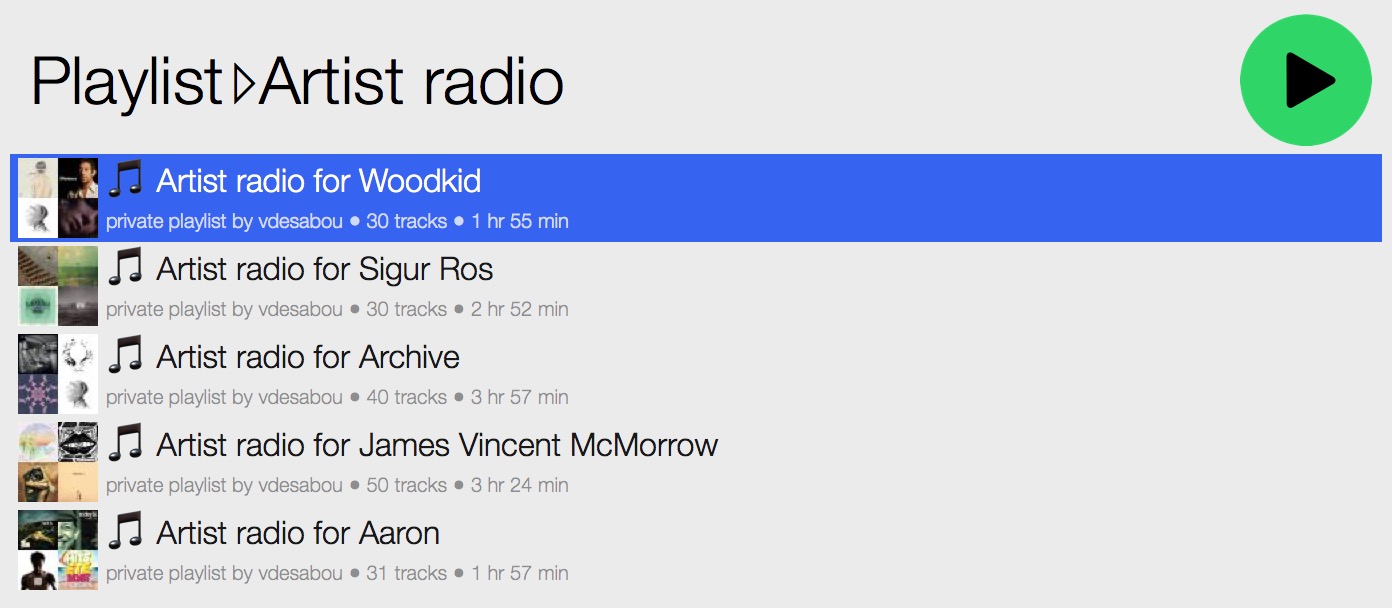 Playlist▹Artist radio
Artist radio for Woodkid
private playlist by vdesabou ● 30 tracks ● 1 hr 55 min
Artist radio for Sigur Ros
private playlist by vdesabou ● 30 tracks ● 2 hr 52 min
Artist radio for Archive
private playlist by vdesabou ● 40 tracks ● 3 hr 57 min
Artist radio for James Vincent McMorrow
private playlist by vdesabou ● 50 tracks ● 3 hr 24 min
Artist radio for Aaron
private playlist by vdesabou ● 31 tracks ● 1 hr 57 min